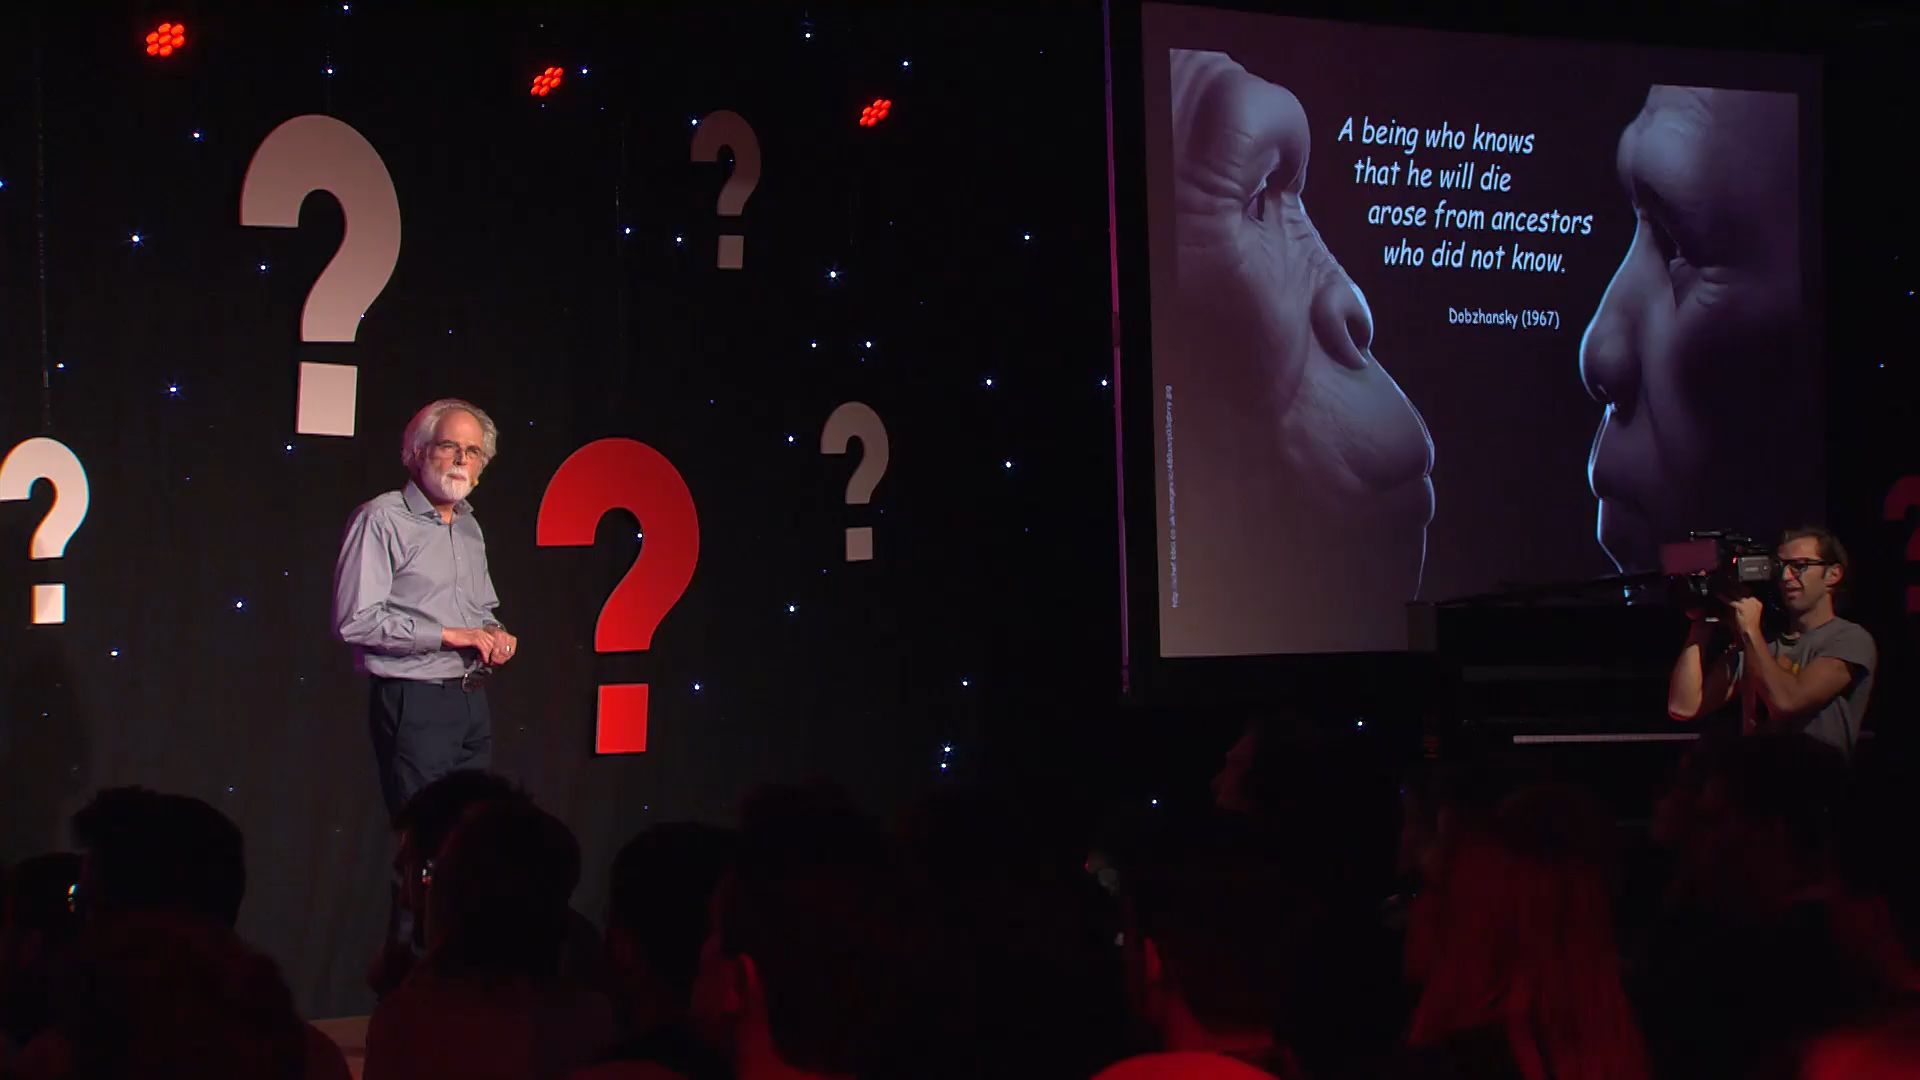 A being who knows
that he will die
arose from ancestors
who did not know.
Dobzhansky (1967)